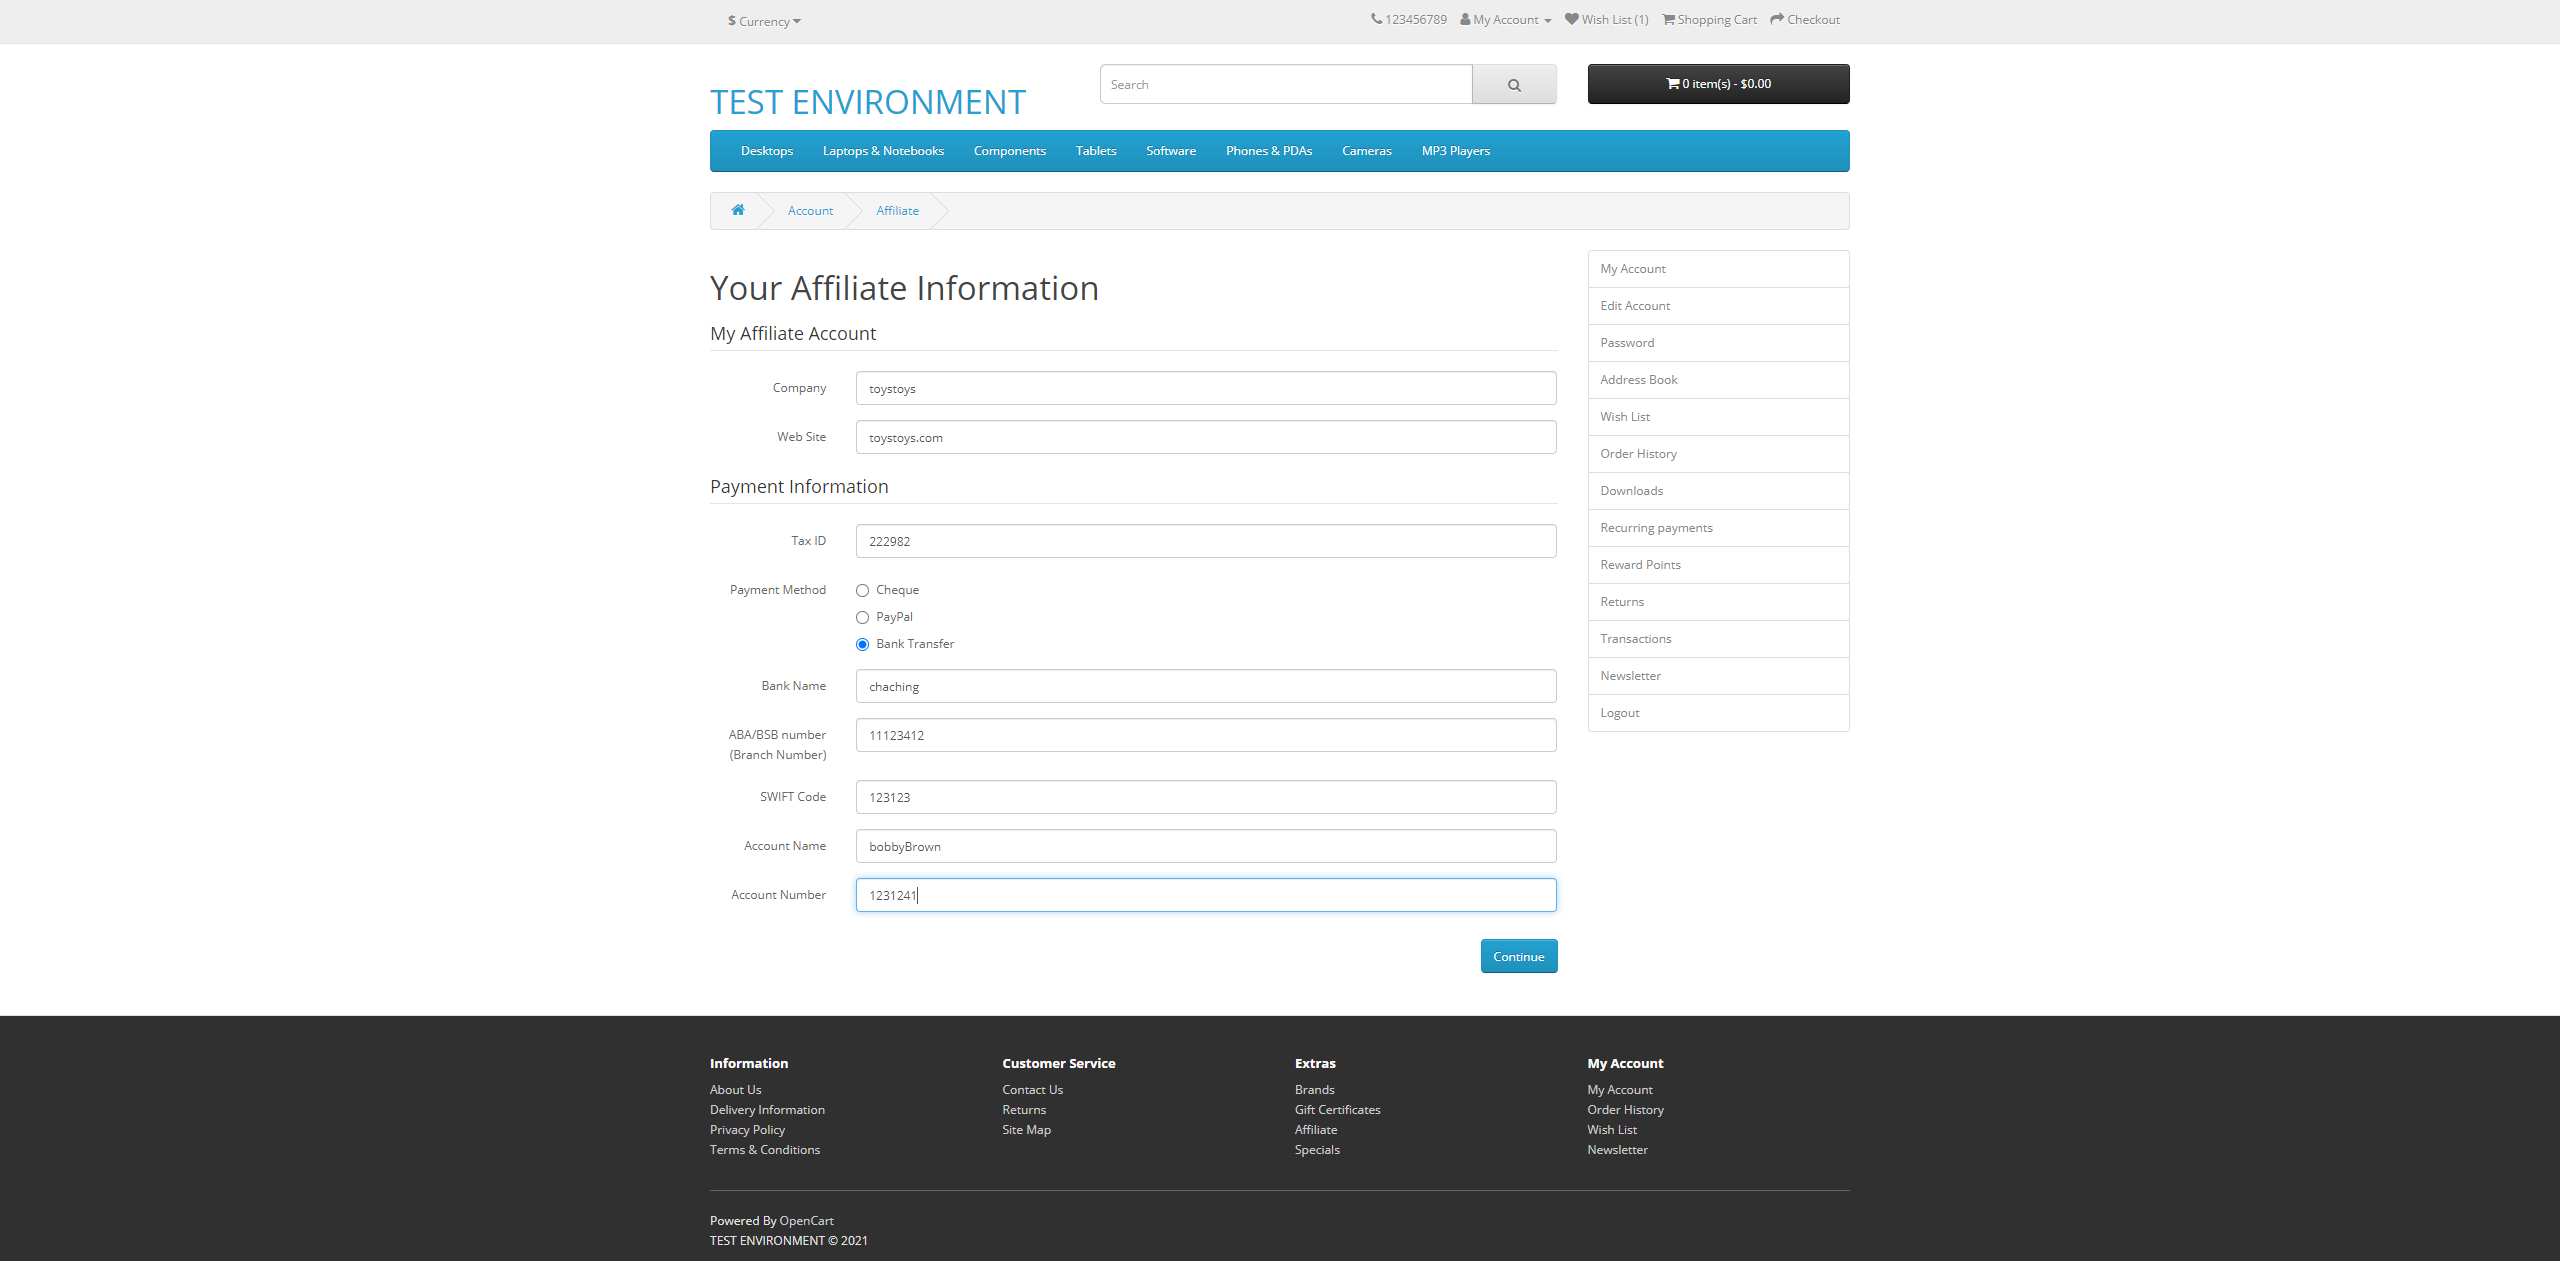 $ Currency
123456789 My Account Wish List (1) Shopping Cart Checkout
TEST ENVIRONMENT
Search
0 item(s) - $0.00
Desktops Laptops & Notebooks Components Tablets Software Phones & PDAs Cameras MP3 Players
Account Affiliate
Your Affiliate Information
My Affiliate Account
Company toystoys
Web Site toystoys.com
Payment Information
Tax ID 222982
Payment Method Cheque
PayPal
Bank Transfer
Bank Name chaching
ABA/BSB number 11123412
(Branch Number)
SWIFT Code 123123
Account Name bobbyBrown
Account Number 1231241
Continue
My Account
Edit Account
Password
Address Book
Wish List
Order History
Downloads
Recurring payments
Reward Points
Returns
Transactions
Newsletter
Logout
Information
About Us
Delivery Information
Privacy Policy
Terms & Conditions
Customer Service
Contact Us
Returns
Site Map
Extras
Brands
Gift Certificates
Affiliate
Specials
My Account
My Account
Order History
Wish List
Newsletter
Powered By OpenCart
TEST ENVIRONMENT © 2021